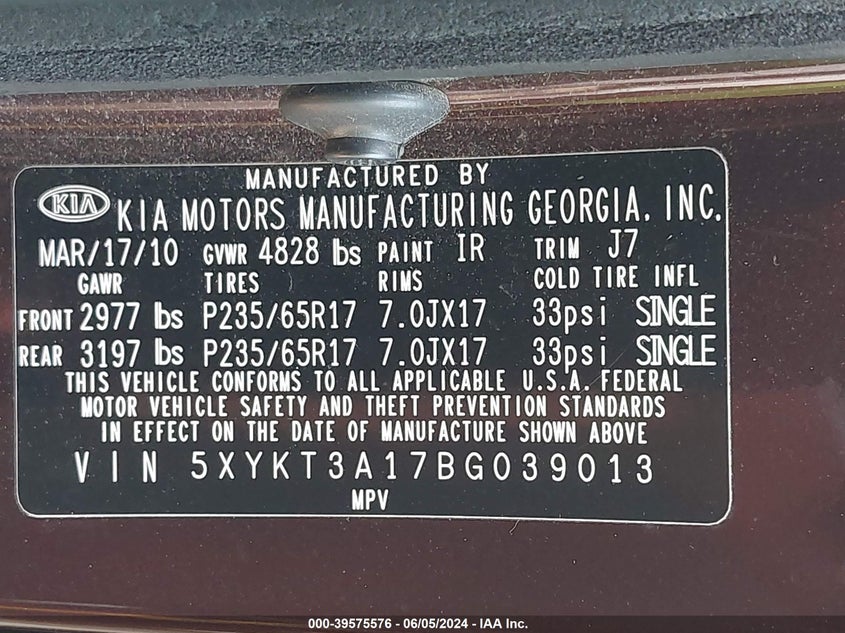 MANUFACTURED BY
KIA KIA MOTORS MANUFACTURING GEORGIA, INC.
MAR/17/10 GVWR 4828 lbs PAINT IR TRIM J7
GAWR TIRES RIMS COLD TIRE INFL
FRONT 2977 lbs P235/65R17 7.0JX17 33psi SINGLE
REAR 3197 lbs P235/65R17 7.0JX17 33psi SINGLE
THIS VEHICLE CONFORMS TO ALL APPLICABLE U.S.A. FEDERAL
MOTOR VEHICLE SAFETY AND THEFT PREVENTION STANDARDS
IN EFFECT ON THE DATE OF MANUFACTURE SHOWN ABOVE
VIN 5XYKT3A17BG039013
MPV
000-39575576 - 06/05/2024 - IAA Inc.